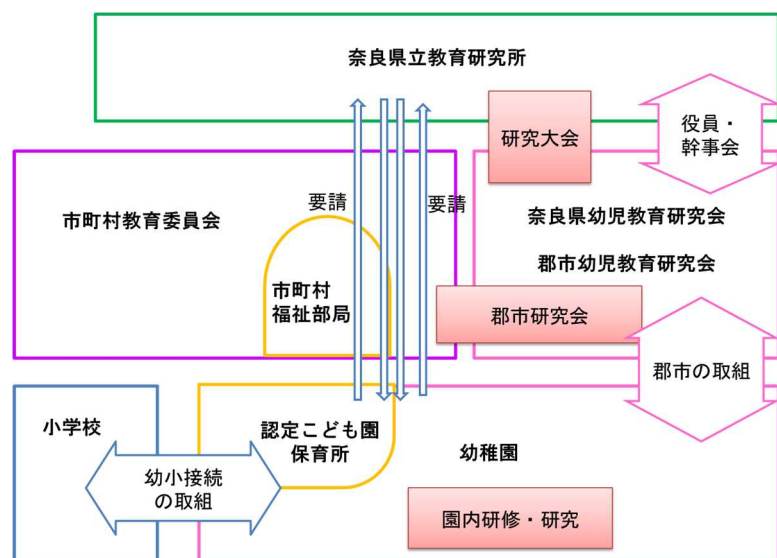 奈良県立教育研究所
研究大会
役員・
幹事会
市町村教育委員会
要請
要請
奈良県幼児教育研究会
郡市幼児教育研究会
市町村
福祉部局
郡市研究会
郡市の取組
小学校
認定こども園
保育所
幼稚園
幼小接続
の取組
園内研修・研究